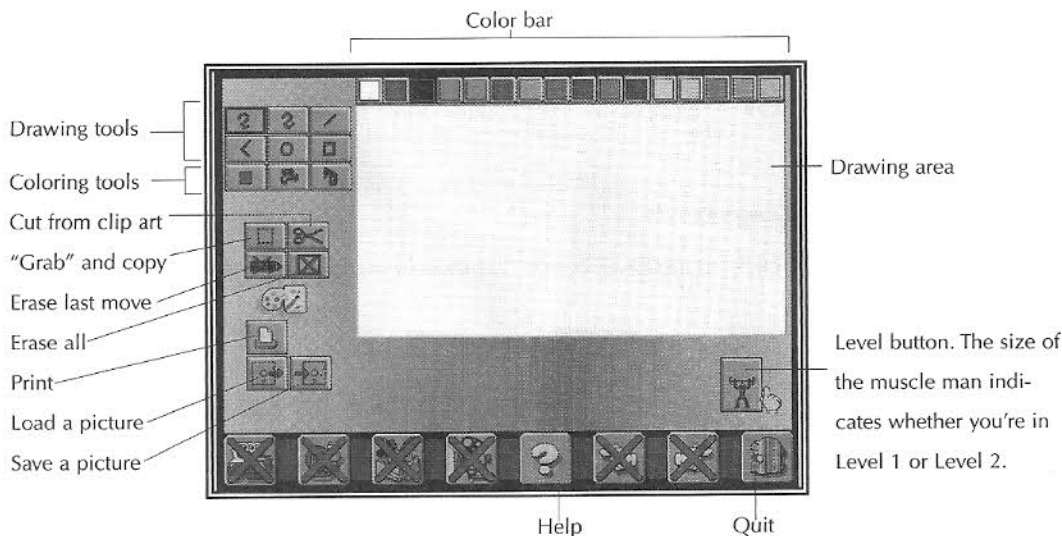 Color bar
Drawing tools
Coloring tools
Cut from clip art
“Grab” and copy
Erase last move
Erase all
Print
Load a picture
Save a picture
Drawing area
Level button. The size of
the muscle man indi-
cates whether you're in
Level 1 or Level 2.
Help
Quit